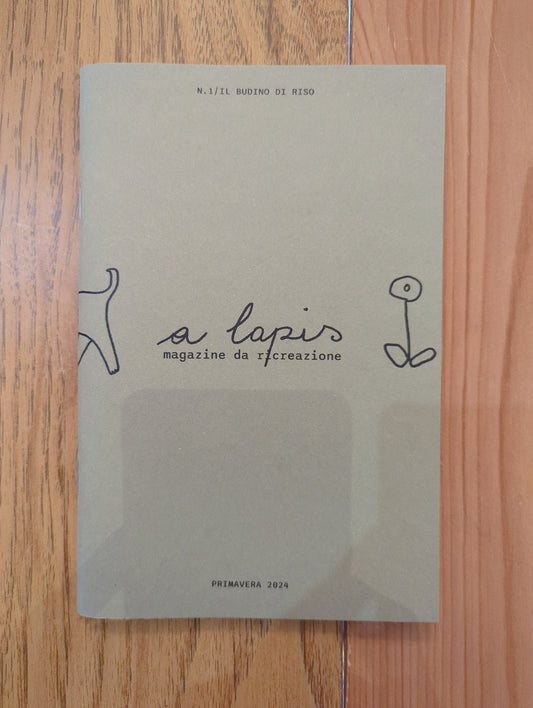 N.1/IL BUDINO DI RISO
a lapis
magazine da ricreazione
PRIMAVERA 2024